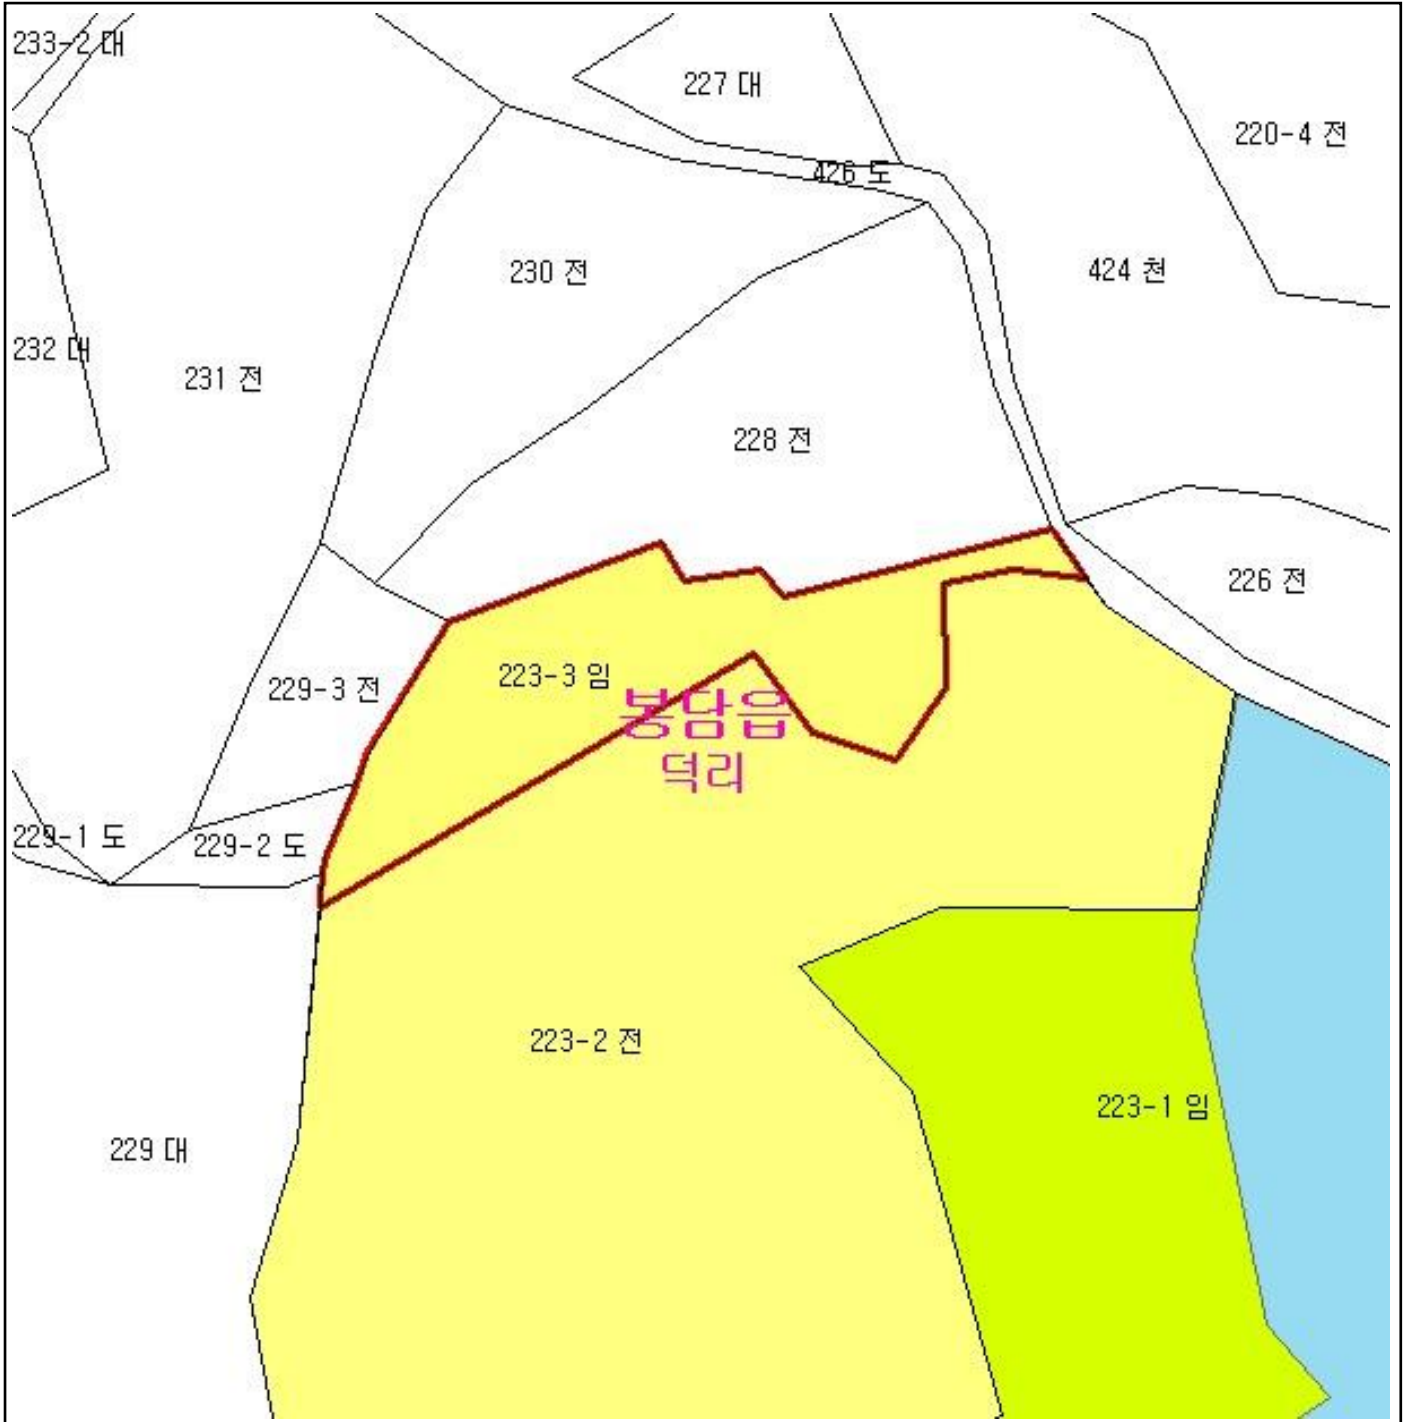 233-2 대
227 대
220-4 전
426 도
230 전
424 천
232 대
231 전
228 전
226 전
223-3 임
229-3 전
봉담읍
덕리
229-1 도
229-2 도
223-2 전
223-1 임
229 대